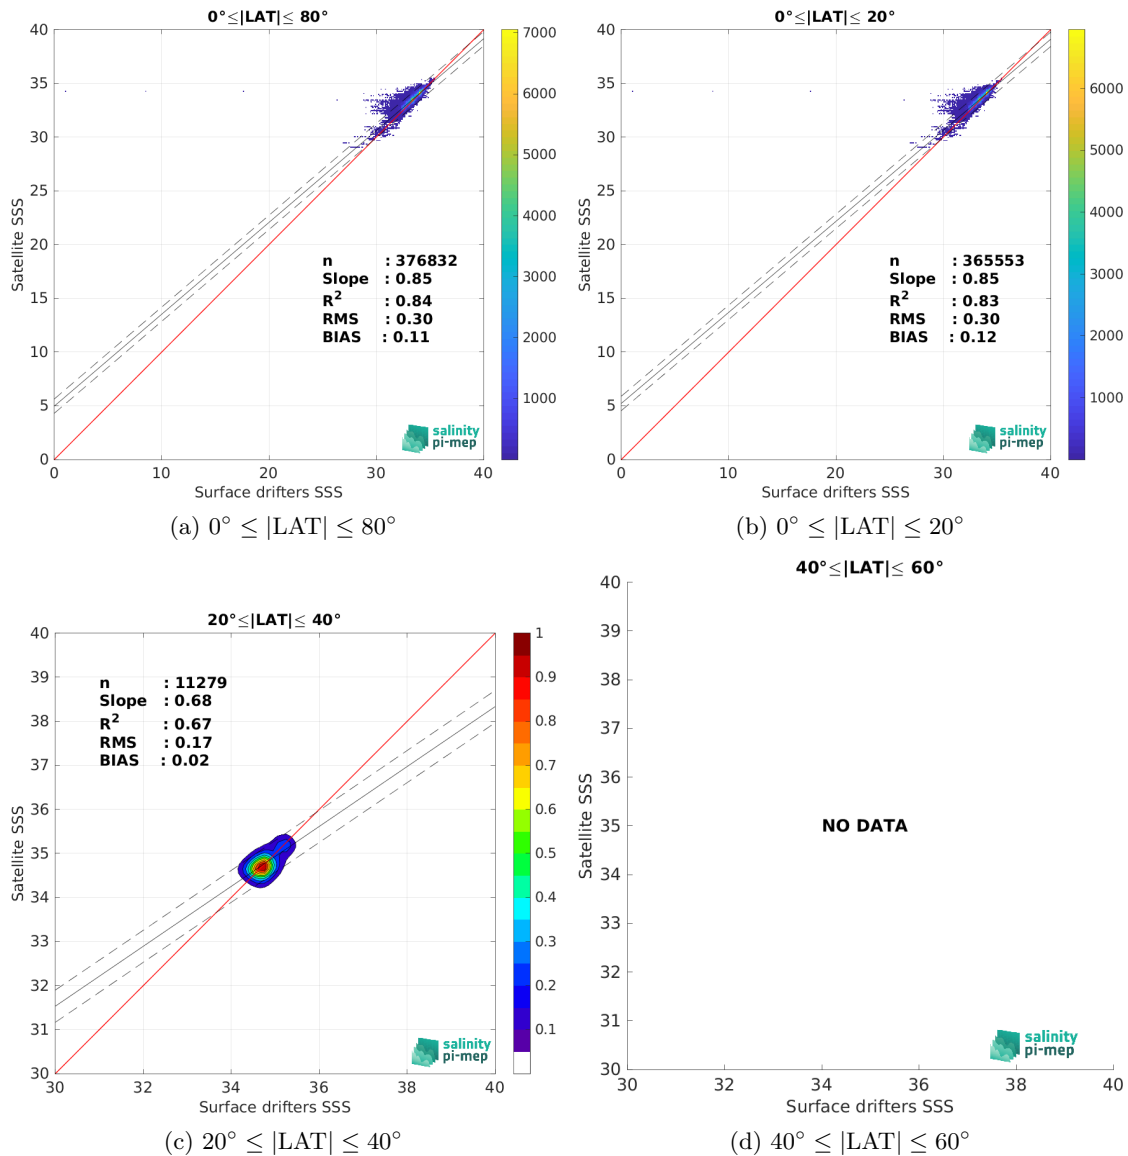 0°≤|LAT|≤ 80°
40
35
30
25
20
15
10
5
0
Satellite SSS
n : 376832
Slope : 0.85
R² : 0.84
RMS : 0.30
BIAS : 0.11
salinity
pi-mep
0 10 20 30 40
Surface drifters SSS
7000
6000
5000
4000
3000
2000
1000
(a) 0° ≤ |LAT| ≤ 80°
0°≤|LAT|≤ 20°
40
35
30
25
20
15
10
5
0
Satellite SSS
n : 365553
Slope : 0.85
R² : 0.83
RMS : 0.30
BIAS : 0.12
salinity
pi-mep
0 10 20 30 40
Surface drifters SSS
6000
5000
4000
3000
2000
1000
(b) 0° ≤ |LAT| ≤ 20°
20°≤|LAT|≤ 40°
40
39
38
37
36
35
34
33
32
31
30
Satellite SSS
n : 11279
Slope : 0.68
R² : 0.67
RMS : 0.17
BIAS : 0.02
salinity
pi-mep
30 32 34 36 38 40
Surface drifters SSS
1
0.9
0.8
0.7
0.6
0.5
0.4
0.3
0.2
0.1
(c) 20° ≤ |LAT| ≤ 40°
40°≤|LAT|≤ 60°
40
39
38
37
36
35
34
33
32
31
30
Satellite SSS
NO DATA
salinity
pi-mep
30 32 34 36 38 40
Surface drifters SSS
(d) 40° ≤ |LAT| ≤ 60°